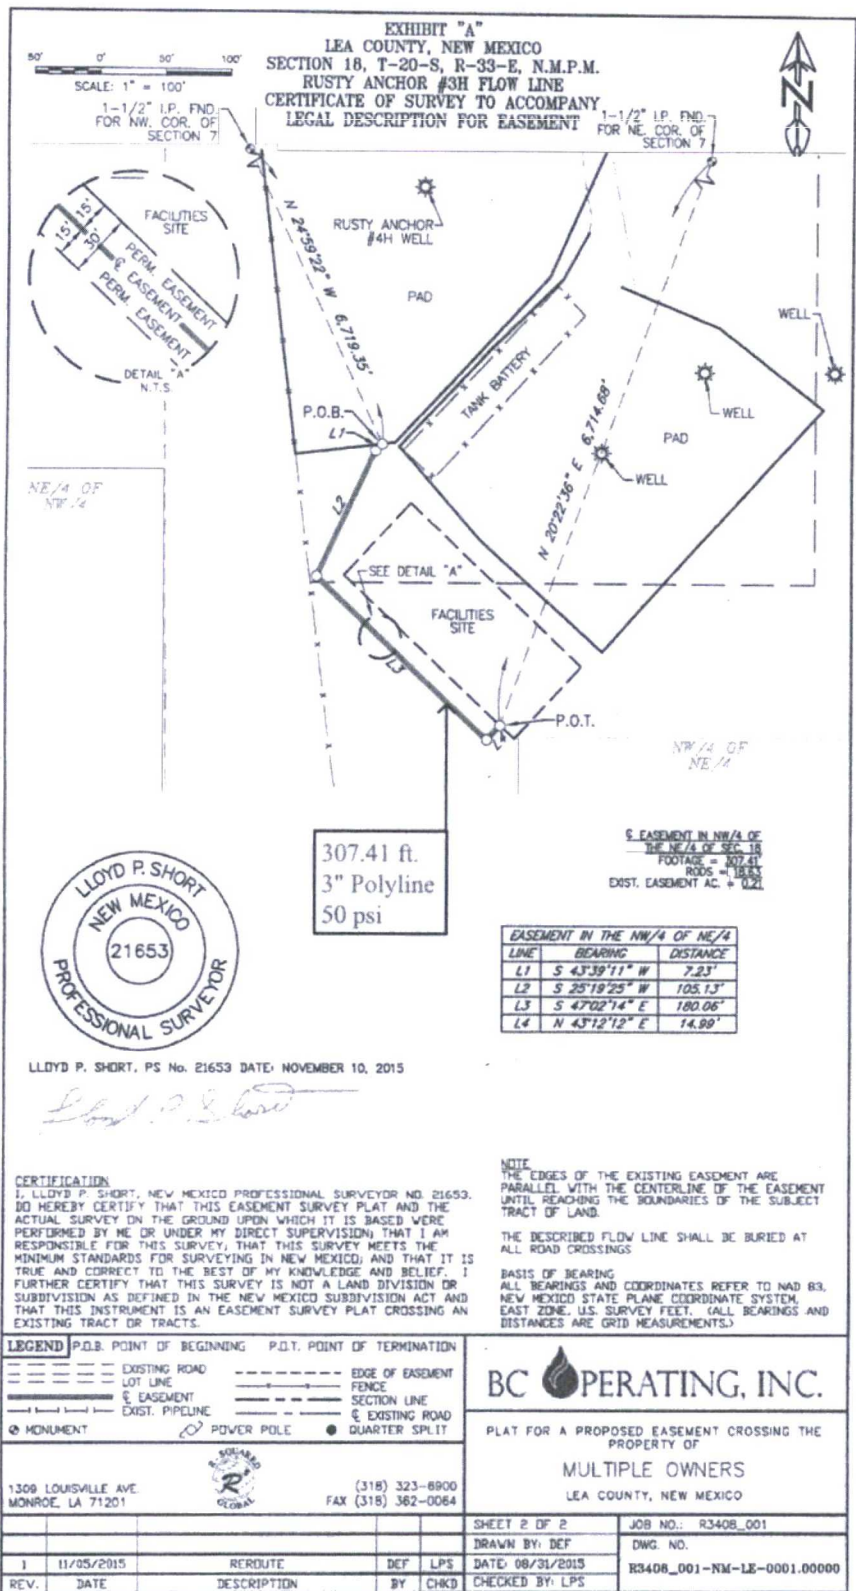 EXHIBIT "A"
LEA COUNTY, NEW MEXICO
SECTION 18, T-20-S, R-33-E, N.M.P.M.
RUSTY ANCHOR #3H FLOW LINE
CERTIFICATE OF SURVEY TO ACCOMPANY
LEGAL DESCRIPTION FOR EASEMENT
50' 0' 50' 100'
SCALE: 1" = 100'
1-1/2" I.P. FND.
FOR NW. COR. OF
SECTION 7
1-1/2" I.P. FND.
FOR NE. COR. OF
SECTION 7
N
FACILITIES
SITE
15' 15'
30'
PERM. EASEMENT
℄ EASEMENT
PERM. EASEMENT
DETAIL "A"
N.T.S.
RUSTY ANCHOR
#4H WELL
N 24°59'22" W 6,719.35'
PAD
TANK BATTERY
WELL
WELL
PAD
WELL
N 20°22'36" E 6,714.68'
P.O.B.
L1
L2
NE/4 OF
NW/4
SEE DETAIL "A"
FACILITIES
SITE
L3
P.O.T.
NW/4 OF
NE/4
307.41 ft.
3" Polyline
50 psi
℄ EASEMENT IN NW/4 OF
THE NE/4 OF SEC. 18
FOOTAGE = 307.41
RODS = 18.63
EXIST. EASEMENT AC. = 0.21
LLOYD P. SHORT
NEW MEXICO
21653
PROFESSIONAL SURVEYOR
EASEMENT IN THE NW/4 OF NE/4
LINE BEARING DISTANCE
L1 S 43°39'11" W 7.23'
L2 S 25°19'25" W 105.13'
L3 S 47°02'14" E 180.06'
L4 N 43°12'12" E 14.99'
LLOYD P. SHORT, PS No. 21653 DATE: NOVEMBER 10, 2015
Lloyd P. Short
CERTIFICATION
I, LLOYD P. SHORT, NEW MEXICO PROFESSIONAL SURVEYOR NO. 21653,
DO HEREBY CERTIFY THAT THIS EASEMENT SURVEY PLAT AND THE
ACTUAL SURVEY ON THE GROUND UPON WHICH IT IS BASED WERE
PERFORMED BY ME OR UNDER MY DIRECT SUPERVISION; THAT I AM
RESPONSIBLE FOR THIS SURVEY; THAT THIS SURVEY MEETS THE
MINIMUM STANDARDS FOR SURVEYING IN NEW MEXICO; AND THAT IT IS
TRUE AND CORRECT TO THE BEST OF MY KNOWLEDGE AND BELIEF. I
FURTHER CERTIFY THAT THIS SURVEY IS NOT A LAND DIVISION OR
SUBDIVISION AS DEFINED IN THE NEW MEXICO SUBDIVISION ACT AND
THAT THIS INSTRUMENT IS AN EASEMENT SURVEY PLAT CROSSING AN
EXISTING TRACT OR TRACTS.
NOTE
THE EDGES OF THE EXISTING EASEMENT ARE
PARALLEL WITH THE CENTERLINE OF THE EASEMENT
UNTIL REACHING THE BOUNDARIES OF THE SUBJECT
TRACT OF LAND.
THE DESCRIBED FLOW LINE SHALL BE BURIED AT
ALL ROAD CROSSINGS
BASIS OF BEARING
ALL BEARINGS AND COORDINATES REFER TO NAD 83,
NEW MEXICO STATE PLANE COORDINATE SYSTEM,
EAST ZONE, U.S. SURVEY FEET. (ALL BEARINGS AND
DISTANCES ARE GRID MEASUREMENTS.)
LEGEND P.O.B. POINT OF BEGINNING P.O.T. POINT OF TERMINATION
EXISTING ROAD EDGE OF EASEMENT
LOT LINE FENCE
℄ EASEMENT SECTION LINE
EXIST. PIPELINE ℄ EXISTING ROAD
MONUMENT POWER POLE QUARTER SPLIT
BC OPERATING, INC.
PLAT FOR A PROPOSED EASEMENT CROSSING THE
PROPERTY OF
MULTIPLE OWNERS
LEA COUNTY, NEW MEXICO
1309 LOUISVILLE AVE.
MONROE, LA 71201
R-SQUARED
R
GLOBAL
(318) 323-6900
FAX (318) 362-0064
SHEET 2 OF 2 JOB NO.: R3408_001
DRAWN BY: DEF DWG. NO.
1 11/05/2015 REROUTE DEF LPS DATE: 08/31/2015 R3408_001-NM-LE-0001.00000
REV. DATE DESCRIPTION BY CHKD CHECKED BY: LPS